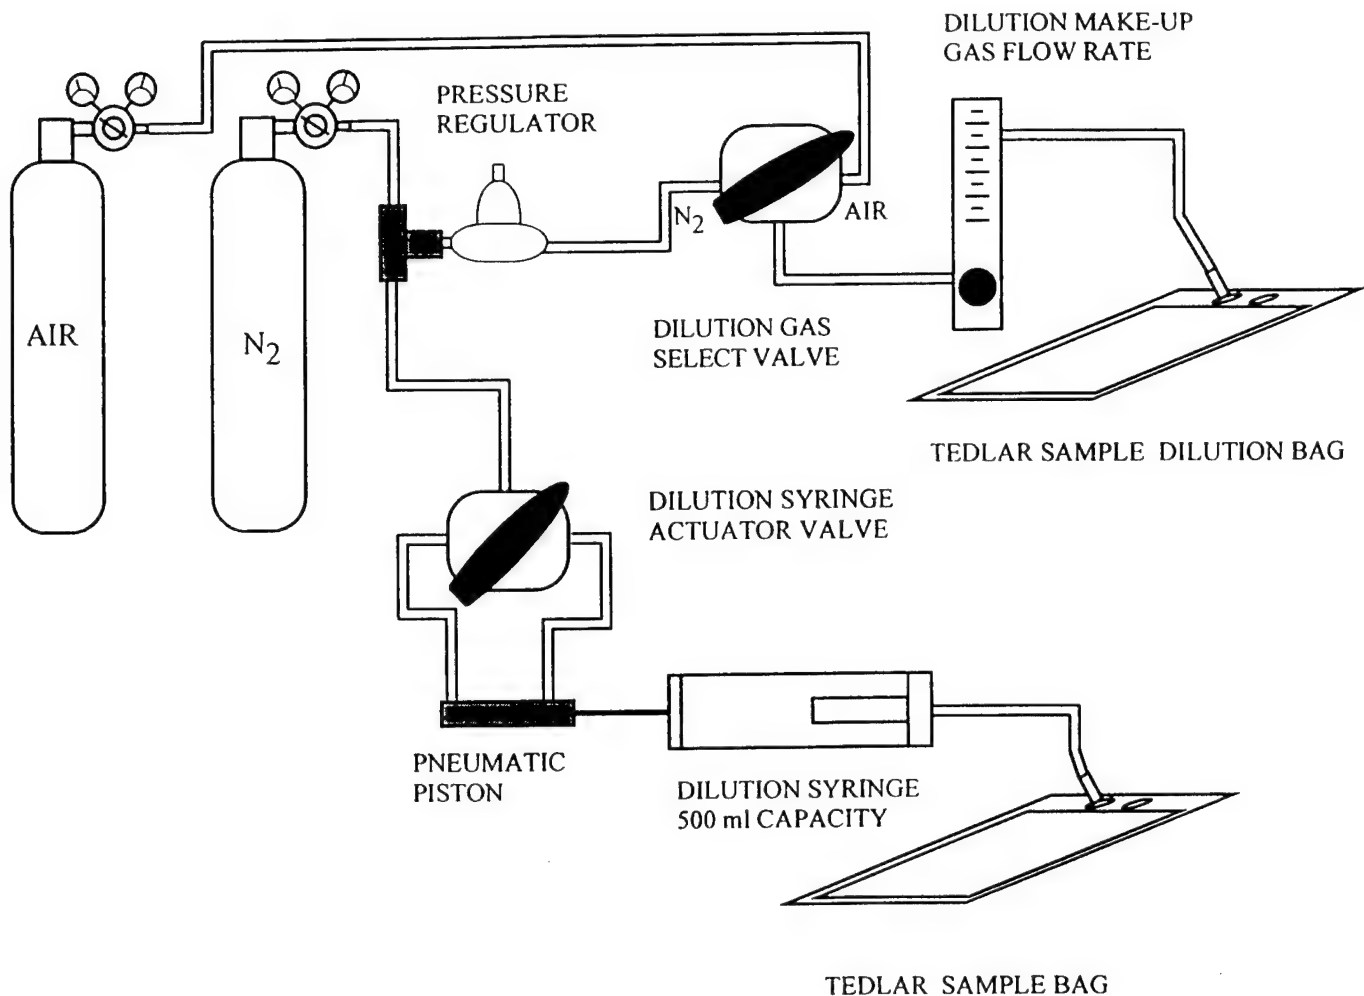 DILUTION MAKE-UP
GAS FLOW RATE
PRESSURE
REGULATOR
N2
AIR
AIR
N2
DILUTION GAS
SELECT VALVE
TEDLAR SAMPLE DILUTION BAG
DILUTION SYRINGE
ACTUATOR VALVE
PNEUMATIC
PISTON
DILUTION SYRINGE
500 ml CAPACITY
TEDLAR SAMPLE BAG